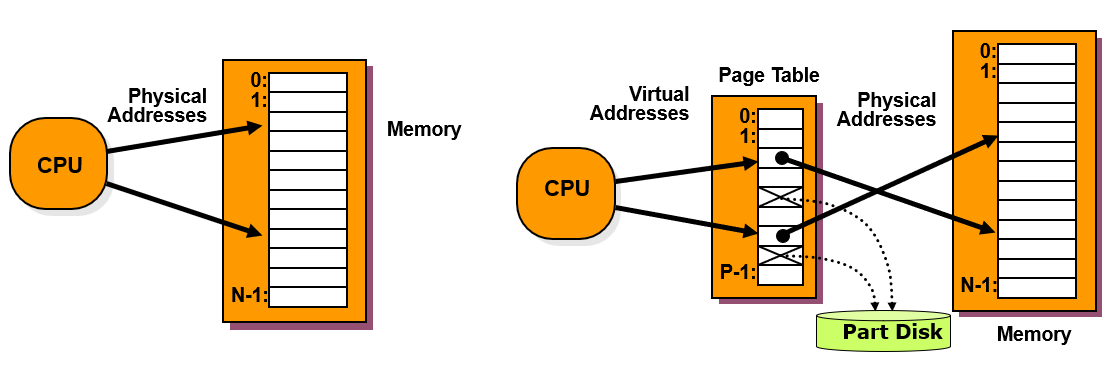 CPU
Physical
Addresses
0:
1:
N-1:
Memory
CPU
Virtual
Addresses
Page Table
0:
1:
P-1:
Physical
Addresses
0:
1:
N-1:
Part Disk
Memory